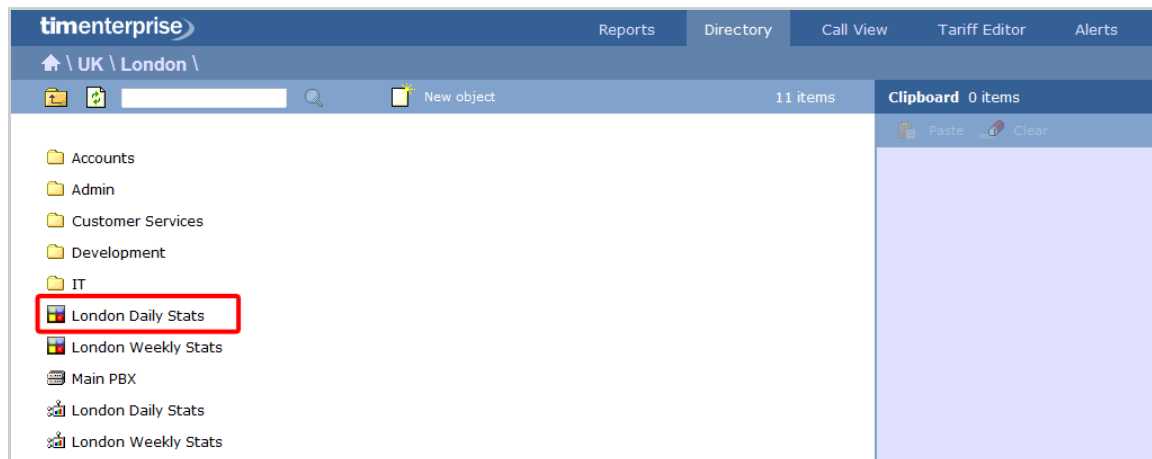 timenterprise
Reports Directory Call View Tariff Editor Alerts
\ UK \ London \
New object 11 items Clipboard 0 items
Paste Clear
Accounts
Admin
Customer Services
Development
IT
London Daily Stats
London Weekly Stats
Main PBX
London Daily Stats
London Weekly Stats